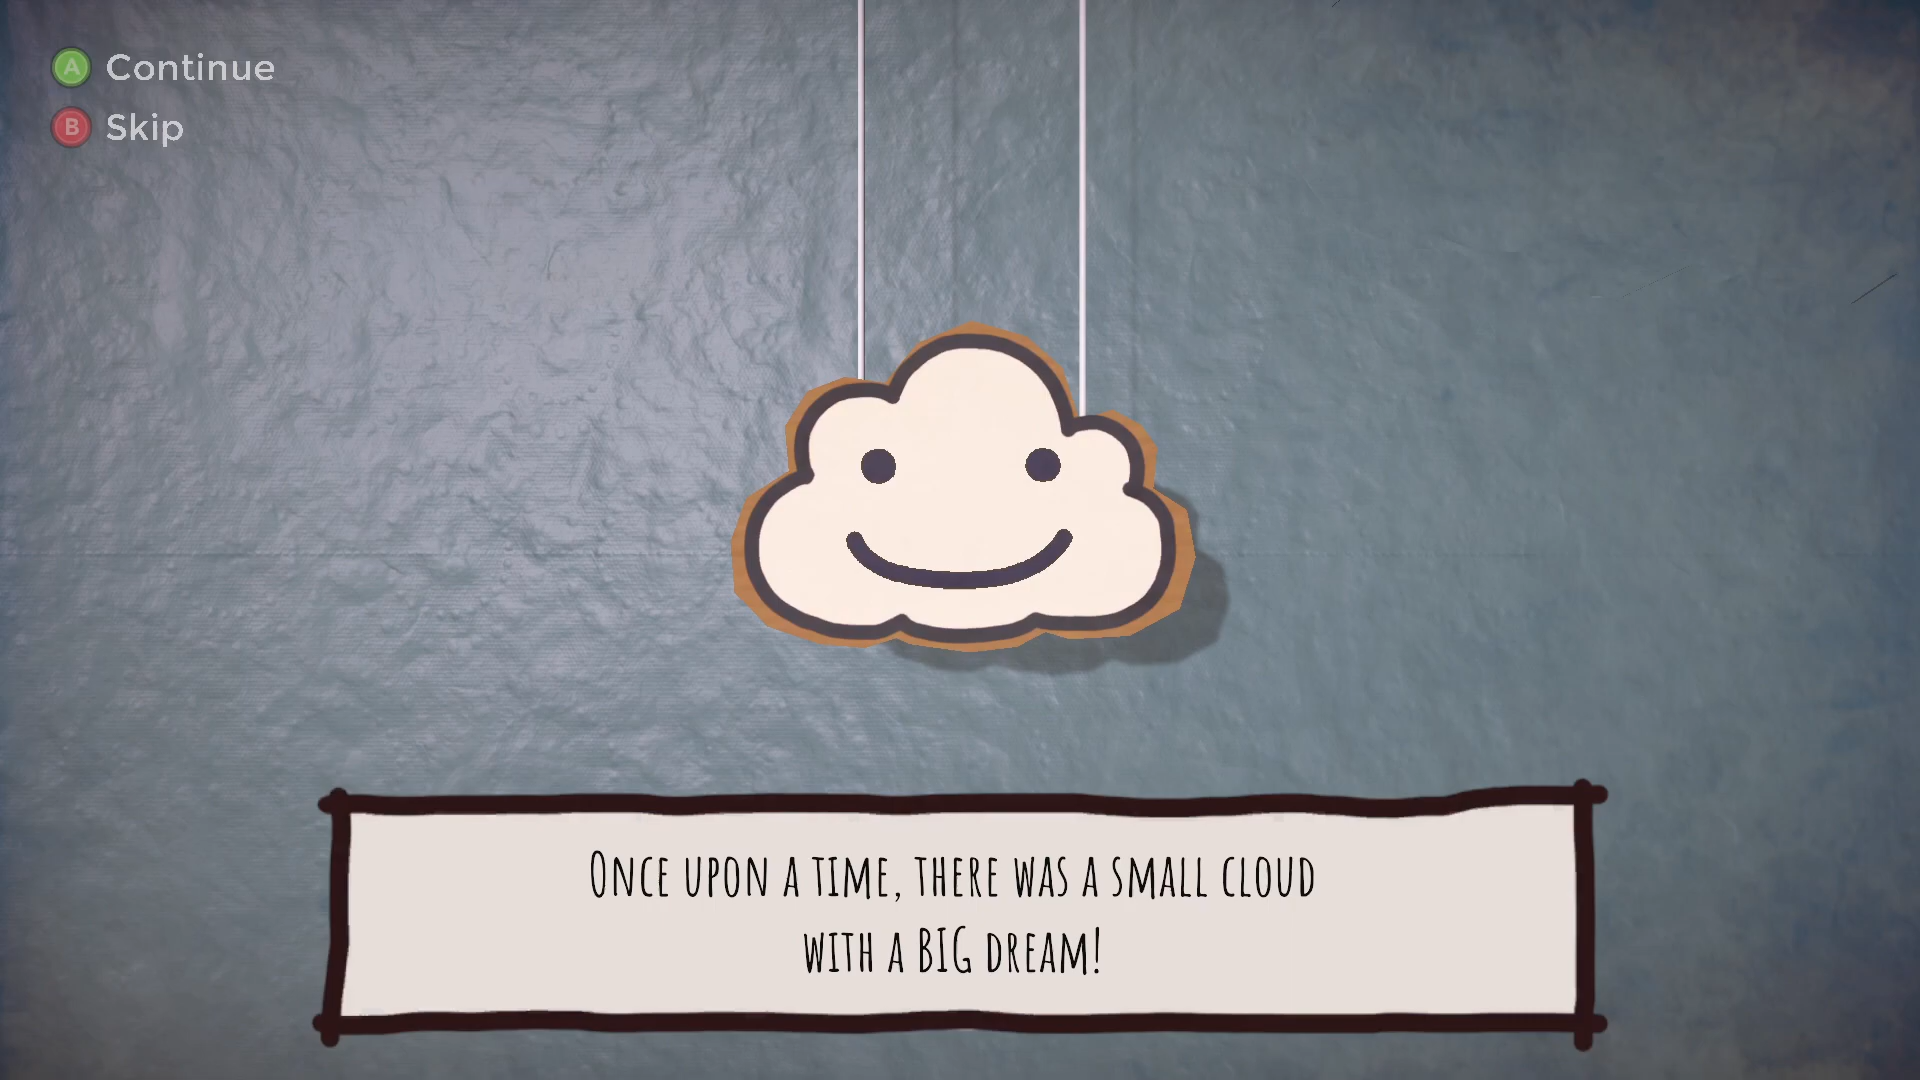 A Continue
B Skip
Once upon a time, there was a small cloud
with a BIG dream!